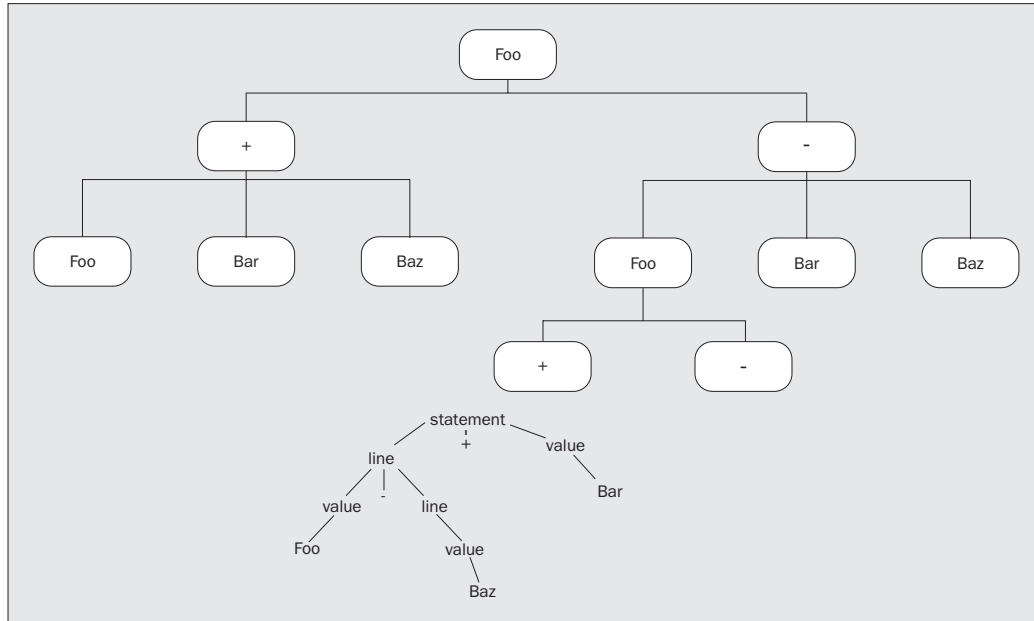 Foo
+ -
Foo Bar Baz Foo Bar Baz
+ -
statement
+ value
line
Bar
value - line
Foo value
Baz